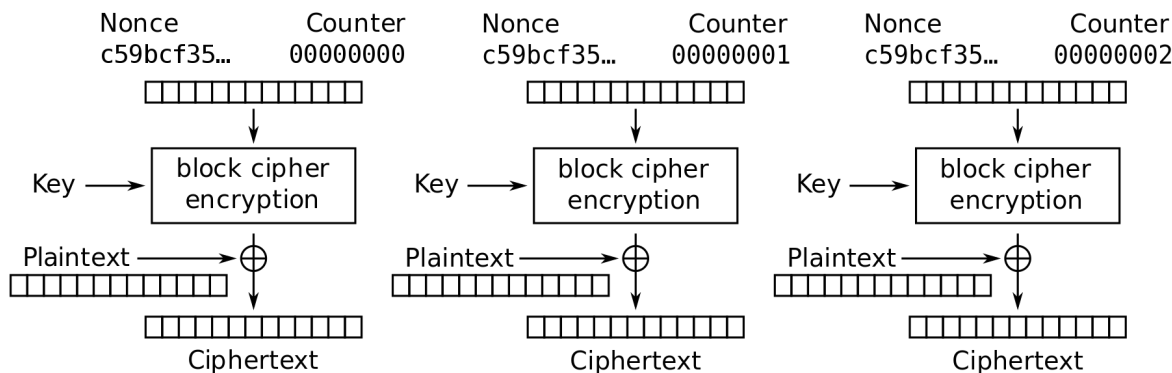 Nonce Counter Nonce Counter Nonce Counter
c59bcf35… 00000000 c59bcf35… 00000001 c59bcf35… 00000002
block cipher block cipher block cipher
Key encryption Key encryption Key encryption
Plaintext Plaintext Plaintext
Ciphertext Ciphertext Ciphertext